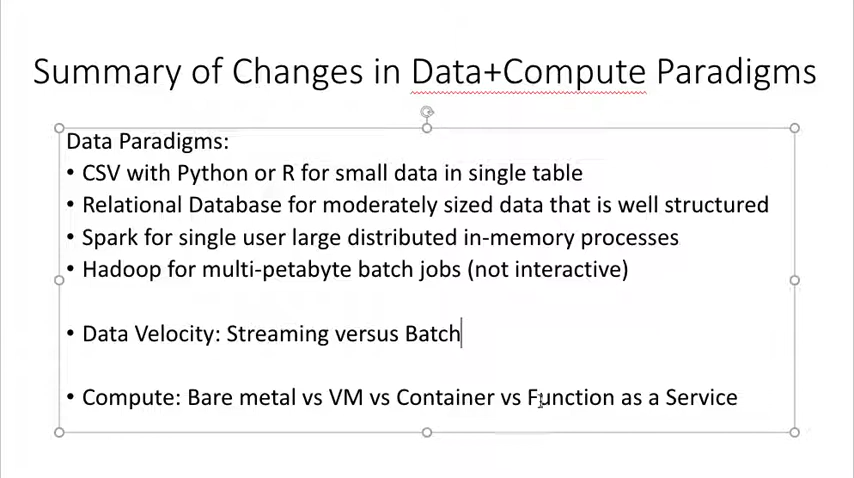 Summary of Changes in Data+Compute Paradigms
Data Paradigms:
• CSV with Python or R for small data in single table
• Relational Database for moderately sized data that is well structured
• Spark for single user large distributed in-memory processes
• Hadoop for multi-petabyte batch jobs (not interactive)
• Data Velocity: Streaming versus Batch
• Compute: Bare metal vs VM vs Container vs Function as a Service